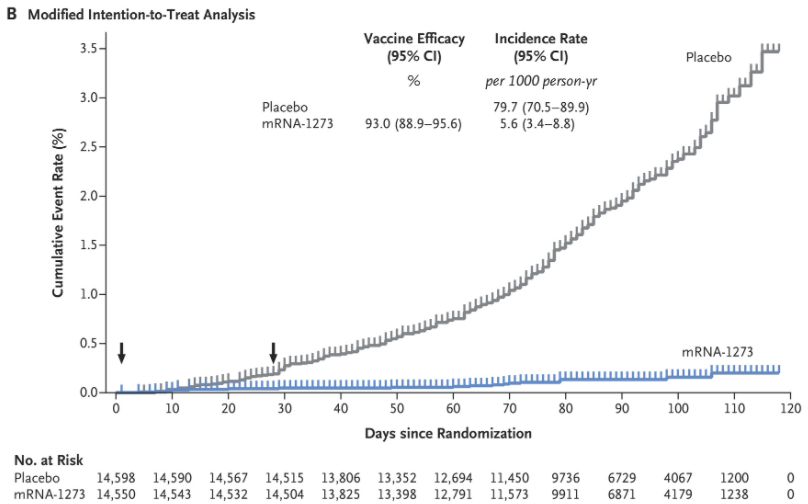 B Modified Intention-to-Treat Analysis
Vaccine Efficacy (95% CI) Incidence Rate (95% CI)
% per 1000 person-yr
Placebo 79.7 (70.5–89.9)
mRNA-1273 93.0 (88.9–95.6) 5.6 (3.4–8.8)
Placebo
mRNA-1273
Cumulative Event Rate (%)
3.5
3.0
2.5
2.0
1.5
1.0
0.5
0.0
0 10 20 30 40 50 60 70 80 90 100 110 120
Days since Randomization
No. at Risk
Placebo 14,598 14,590 14,567 14,515 13,806 13,352 12,694 11,450 9736 6729 4067 1200 0
mRNA-1273 14,550 14,543 14,532 14,504 13,825 13,398 12,791 11,573 9911 6871 4179 1238 0